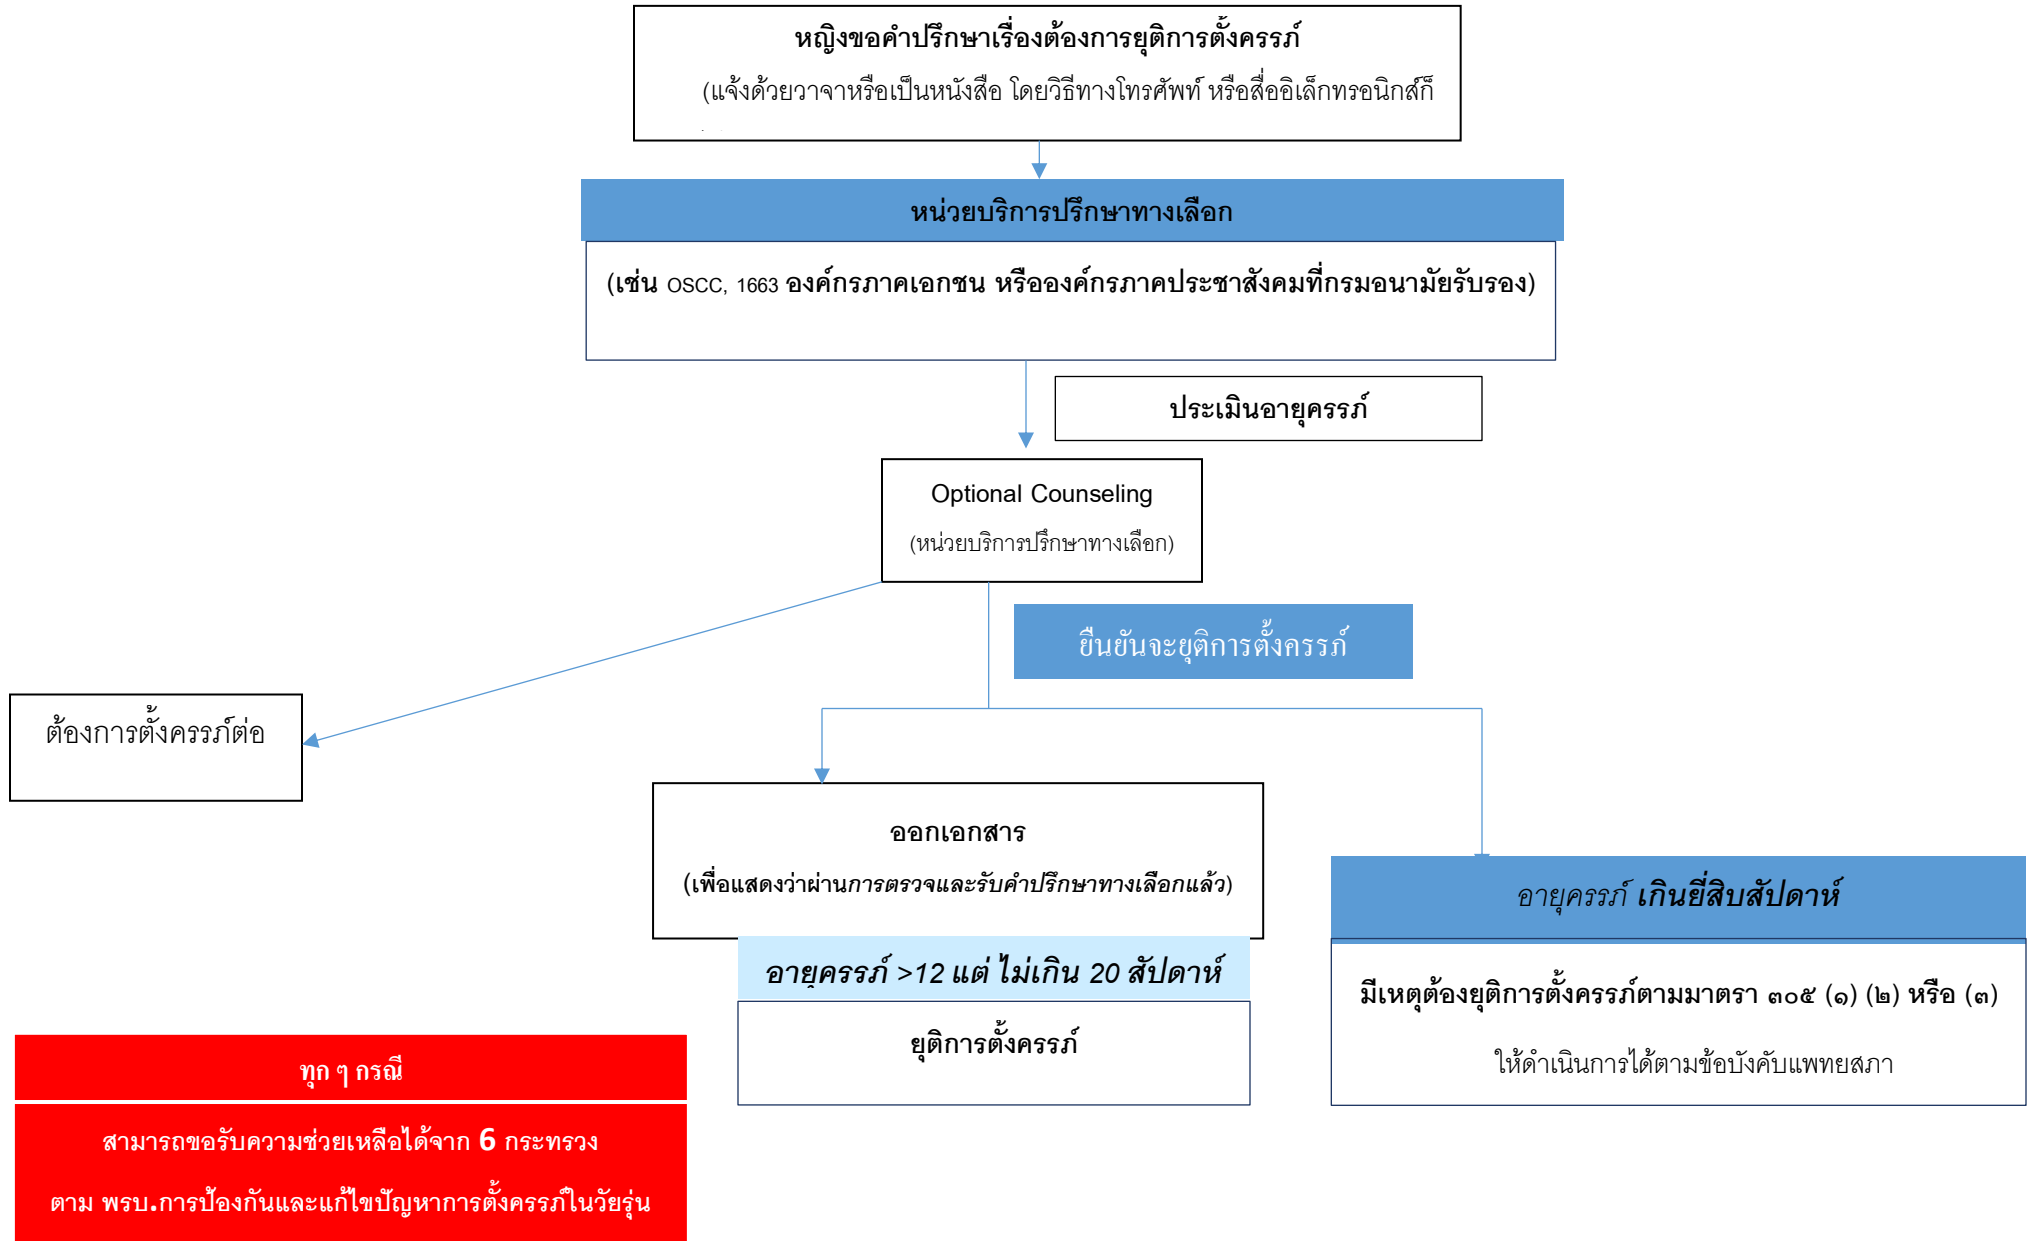 หญิงขอคำปรึกษาเรื่องต้องการยุติการตั้งครรภ์
(แจ้งด้วยวาจาหรือเป็นหนังสือ โดยวิธีทางโทรศัพท์ หรือสื่ออิเล็กทรอนิกส์ก็
หน่วยบริการปรึกษาทางเลือก
(เช่น OSCC, 1663 องค์กรภาคเอกชน หรือองค์กรภาคประชาสังคมที่กรมอนามัยรับรอง)
ประเมินอายุครรภ์
Optional Counseling
(หน่วยบริการปรึกษาทางเลือก)
ยืนยันจะยุติการตั้งครรภ์
ต้องการตั้งครรภ์ต่อ
ออกเอกสาร
(เพื่อแสดงว่าผ่านการตรวจและรับคำปรึกษาทางเลือกแล้ว)
อายุครรภ์ เกินยี่สิบสัปดาห์
อายุครรภ์ >12 แต่ ไม่เกิน 20 สัปดาห์
มีเหตุต้องยุติการตั้งครรภ์ตามมาตรา ๓๐๕ (๑) (๒) หรือ (๓)
ยุติการตั้งครรภ์
ให้ดำเนินการได้ตามข้อบังคับแพทยสภา
ทุก ๆ กรณี
สามารถขอรับความช่วยเหลือได้จาก 6 กระทรวง
ตาม พรบ.การป้องกันและแก้ไขปัญหาการตั้งครรภ์ในวัยรุ่น